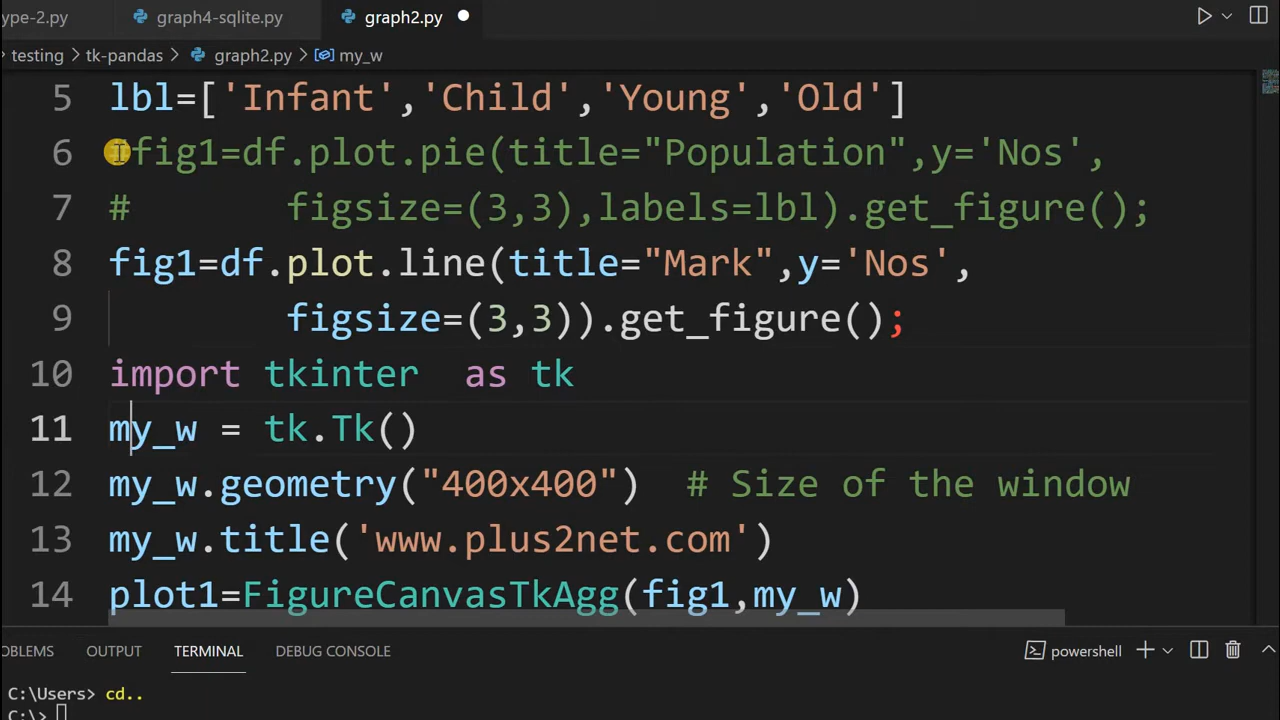 ype-2.py graph4-sqlite.py graph2.py
testing > tk-pandas > graph2.py > my_w
5 lbl=['Infant','Child','Young','Old']
6 fig1=df.plot.pie(title="Population",y='Nos',
7 # figsize=(3,3),labels=lbl).get_figure();
8 fig1=df.plot.line(title="Mark",y='Nos',
9 figsize=(3,3)).get_figure();
10 import tkinter as tk
11 my_w = tk.Tk()
12 my_w.geometry("400x400") # Size of the window
13 my_w.title('www.plus2net.com')
14 plot1=FigureCanvasTkAgg(fig1,my_w)
OBLEMS OUTPUT TERMINAL DEBUG CONSOLE powershell
C:\Users> cd..
C:\>